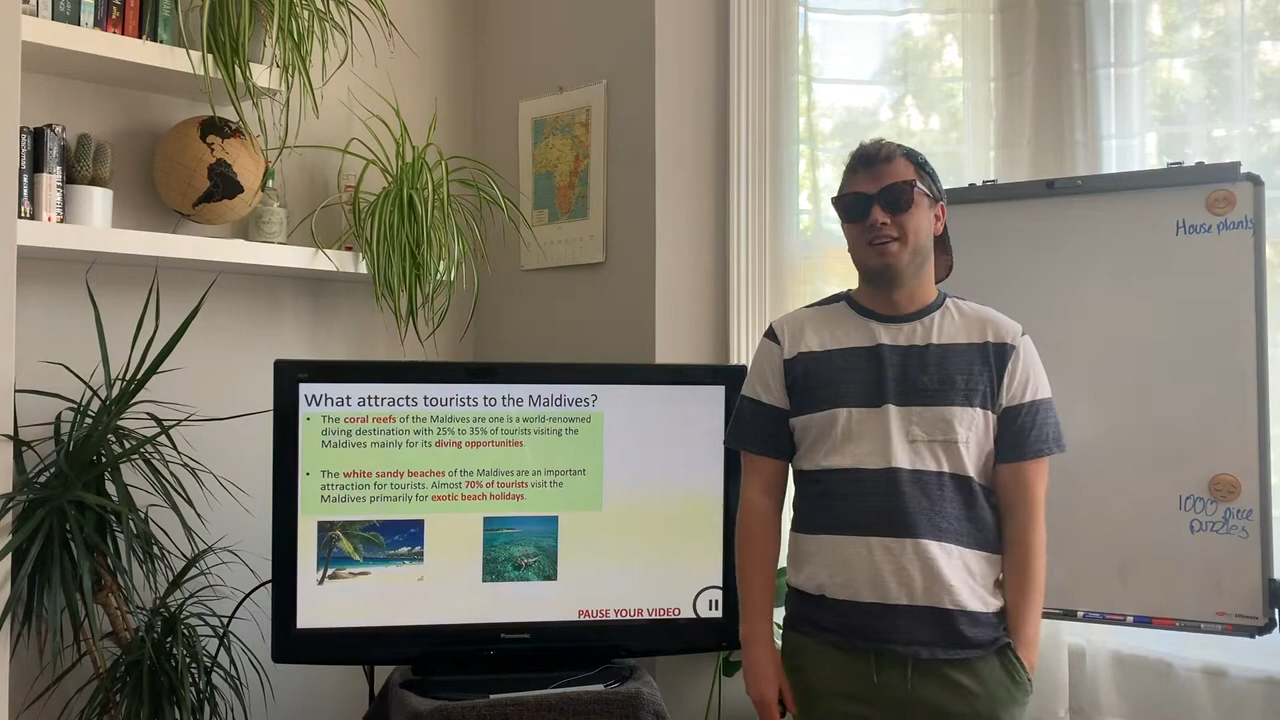 What attracts tourists to the Maldives?
• The coral reefs of the Maldives are one is a world-renowned
diving destination with 25% to 35% of tourists visiting the
Maldives mainly for its diving opportunities.
• The white sandy beaches of the Maldives are an important
attraction for tourists. Almost 70% of tourists visit the
Maldives primarily for exotic beach holidays.
PAUSE YOUR VIDEO
Panasonic
House plants
1000 piece
puzzles
Ultimate